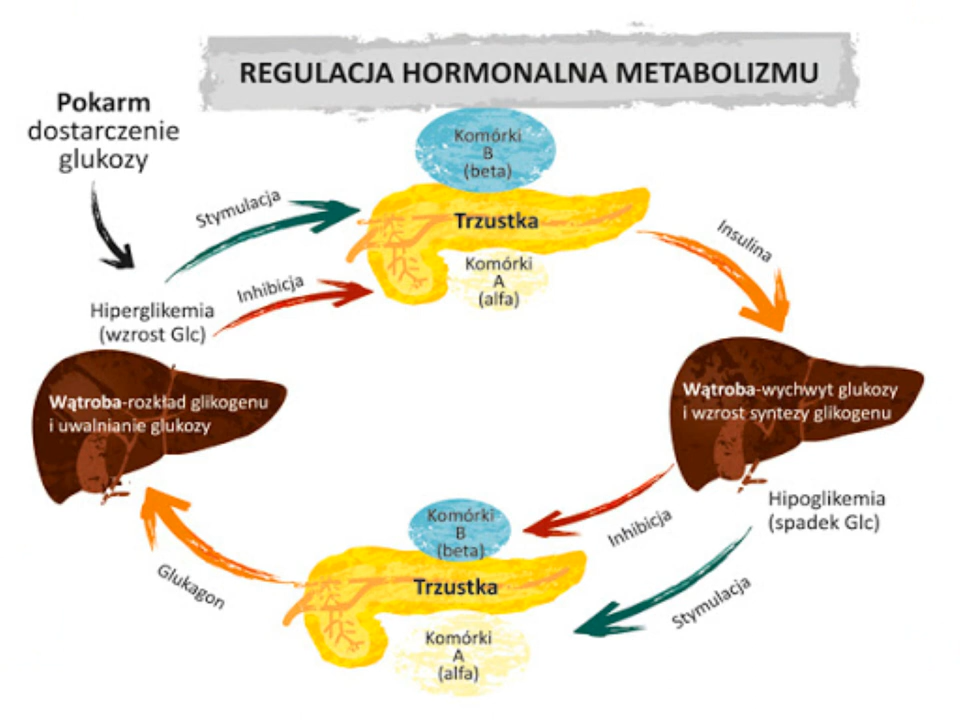 REGULACJA HORMONALNA METABOLIZMU
Pokarm
dostarczenie
glukozy
Komórki
B
(beta)
Stymulacja
Trzustka
Insulina
Komórki
A
(alfa)
Inhibicja
Hiperglikemia
(wzrost Glc)
Wątroba-rozkład glikogenu
i uwalnianie glukozy
Wątroba-wychwyt glukozy
i wzrost syntezy glikogenu
Hipoglikemia
(spadek Glc)
Komórki
B
(beta)
Inhibicja
Glukagon
Trzustka
Stymulacja
Komórki
A
(alfa)